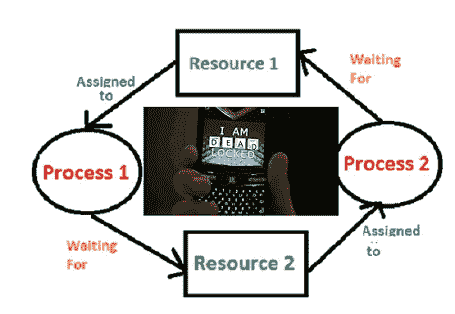 Resource 1
Waiting
For
Assigned
to
I AM
DEAD
LOCKED
Process 1
Process 2
Waiting
For
Resource 2
Assigned
to